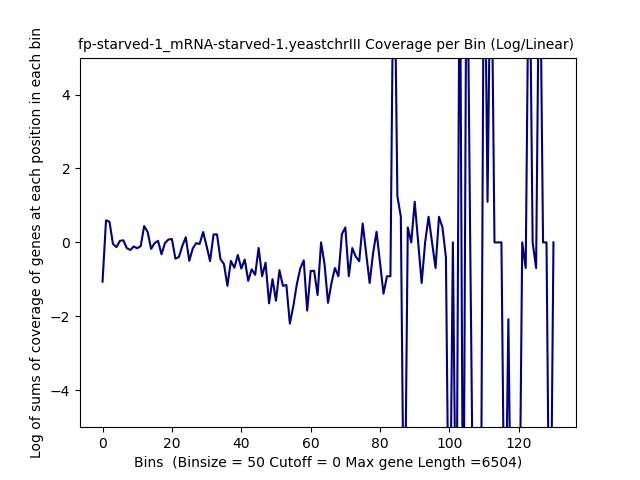 fp-starved-1_mRNA-starved-1.yeastchrIII Coverage per Bin (Log/Linear)
Log of sums of coverage of genes at each position in each bin
4
2
0
−2
−4
0 20 40 60 80 100 120
Bins  (Binsize = 50 Cutoff = 0 Max gene Length =6504)